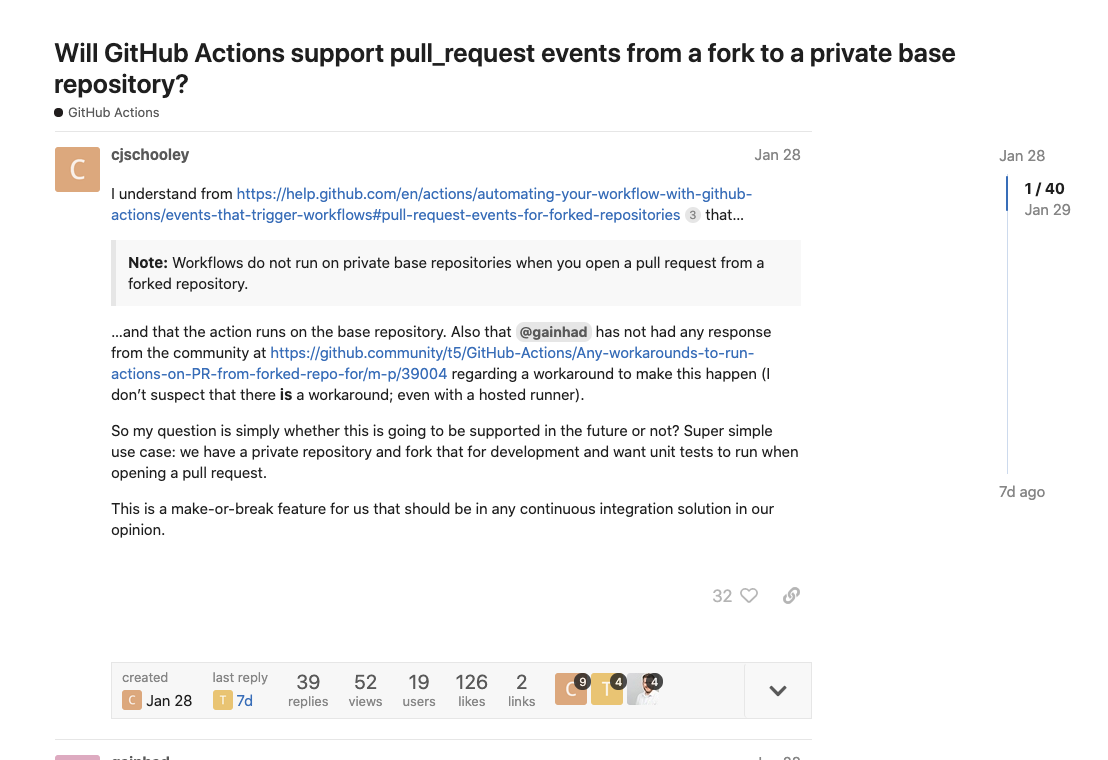 Will GitHub Actions support pull_request events from a fork to a private base
repository?
GitHub Actions
C
cjschooley
Jan 28
I understand from https://help.github.com/en/actions/automating-your-workflow-with-github-
actions/events-that-trigger-workflows#pull-request-events-for-forked-repositories 3 that…
Note: Workflows do not run on private base repositories when you open a pull request from a
forked repository.
…and that the action runs on the base repository. Also that @gainhad has not had any response
from the community at https://github.community/t5/GitHub-Actions/Any-workarounds-to-run-
actions-on-PR-from-forked-repo-for/m-p/39004 regarding a workaround to make this happen (I
don’t suspect that there is a workaround; even with a hosted runner).
So my question is simply whether this is going to be supported in the future or not? Super simple
use case: we have a private repository and fork that for development and want unit tests to run when
opening a pull request.
This is a make-or-break feature for us that should be in any continuous integration solution in our
opinion.
32
created
C Jan 28
last reply
T 7d
39
replies
52
views
19
users
126
likes
2
links
C 9
T 4
4
Jan 28
1 / 40
Jan 29
7d ago